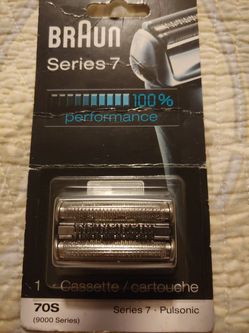 BRAUN
Series 7
100%
performance
1 Cassette / cartouche
70S
(9000 Series)
Series 7 · Pulsonic